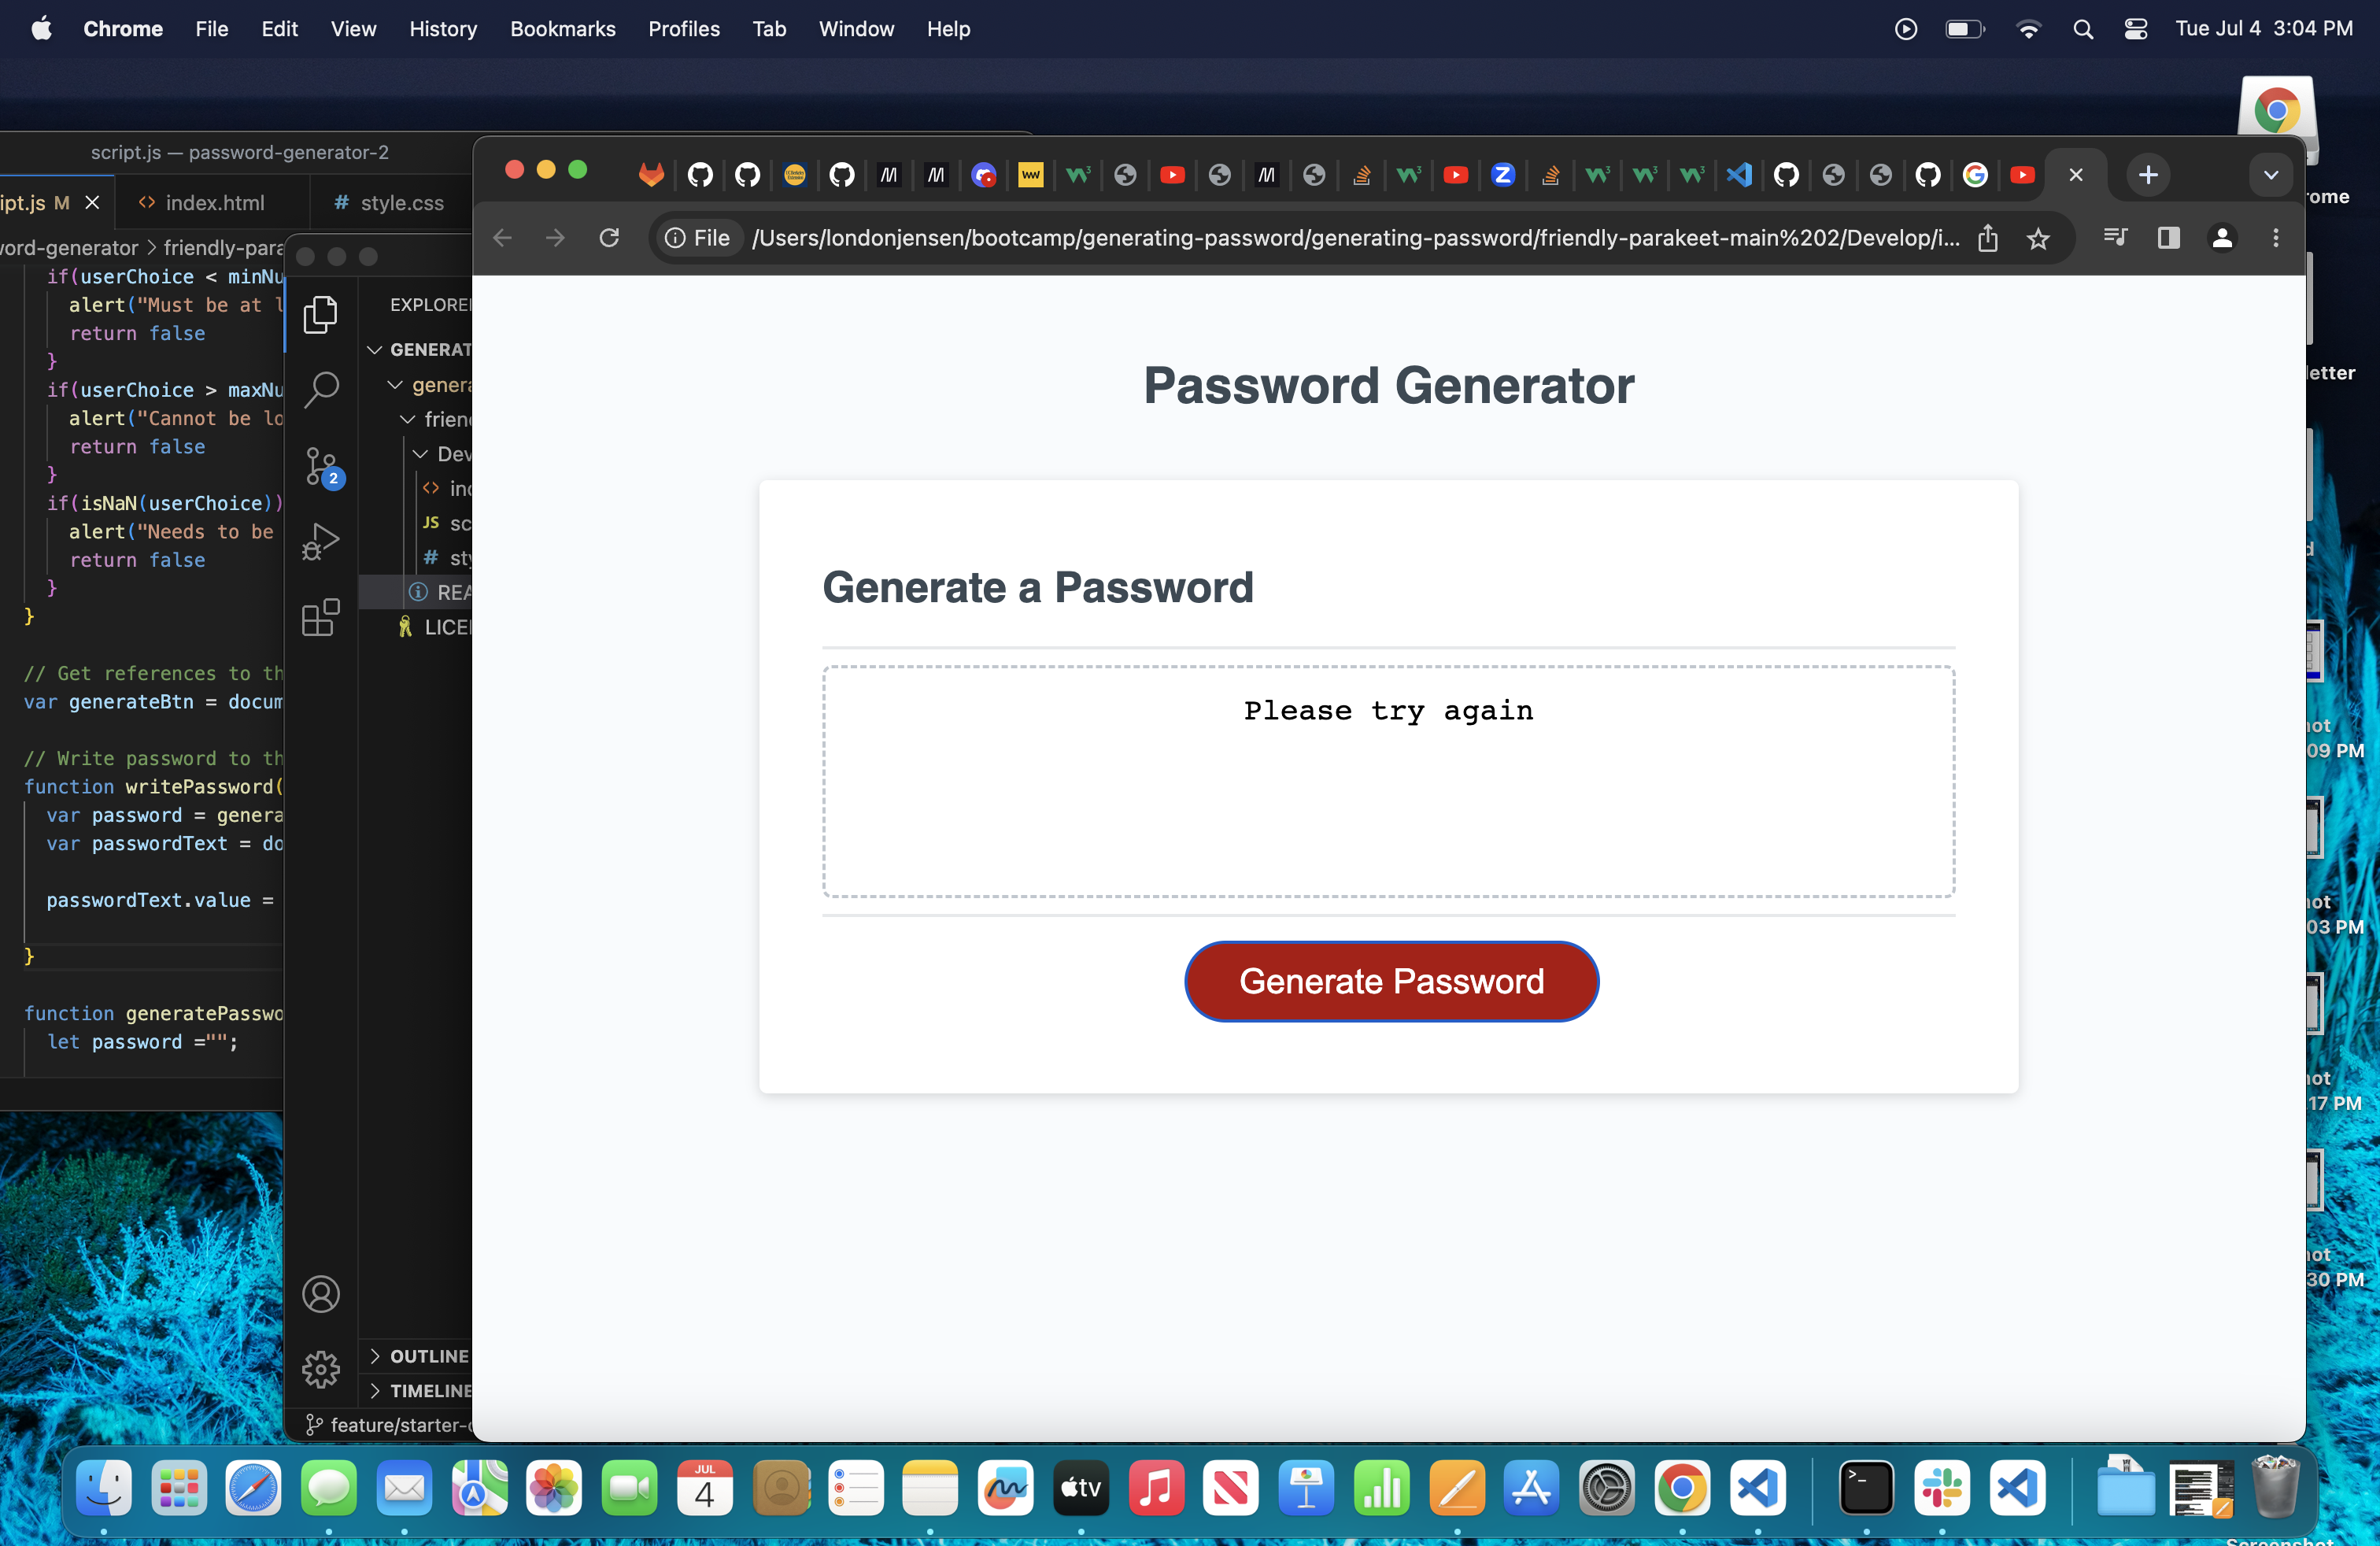 Chrome File Edit View History Bookmarks Profiles Tab Window Help
Tue Jul 4 3:04 PM
script.js — password-generator-2
ipt.js M
index.html
# style.css
ord-generator > friendly-para
if(userChoice < minNu
alert("Must be at l
return false
}
if(userChoice > maxNu
alert("Cannot be lo
return false
}
if(isNaN(userChoice))
alert("Needs to be
return false
}
}
// Get references to th
var generateBtn = docum
// Write password to th
function writePassword(
var password = genera
var passwordText = do
passwordText.value =
}
function generatePasswo
let password ="";
EXPLORE
GENERAT
genera
frien
Dev
<> ind
JS sc
# sty
REA
LICE
2
OUTLINE
TIMELINE
feature/starter-c
File
/Users/londonjensen/bootcamp/generating-password/generating-password/friendly-parakeet-main%202/Develop/i...
Password Generator
Generate a Password
Please try again
Generate Password
ome
letter
d
ot
09 PM
ot
03 PM
ot
17 PM
ot
30 PM
JUL
4
tv
Screenshot